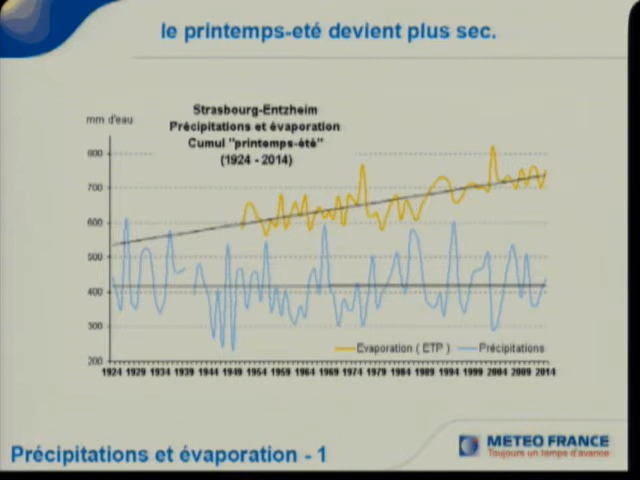 le printemps-eté devient plus sec.
mm d'eau
Strasbourg-Entzheim
Précipitations et évaporation
Cumul "printemps-été"
(1924 - 2014)
800
700
600
500
400
300
200
Evaporation ( ETP )
Précipitations
1924 1929 1934 1939 1944 1949 1954 1959 1964 1969 1974 1979 1984 1989 1994 1999 2004 2009 2014
Précipitations et évaporation - 1
METEO FRANCE
Toujours un temps d'avance